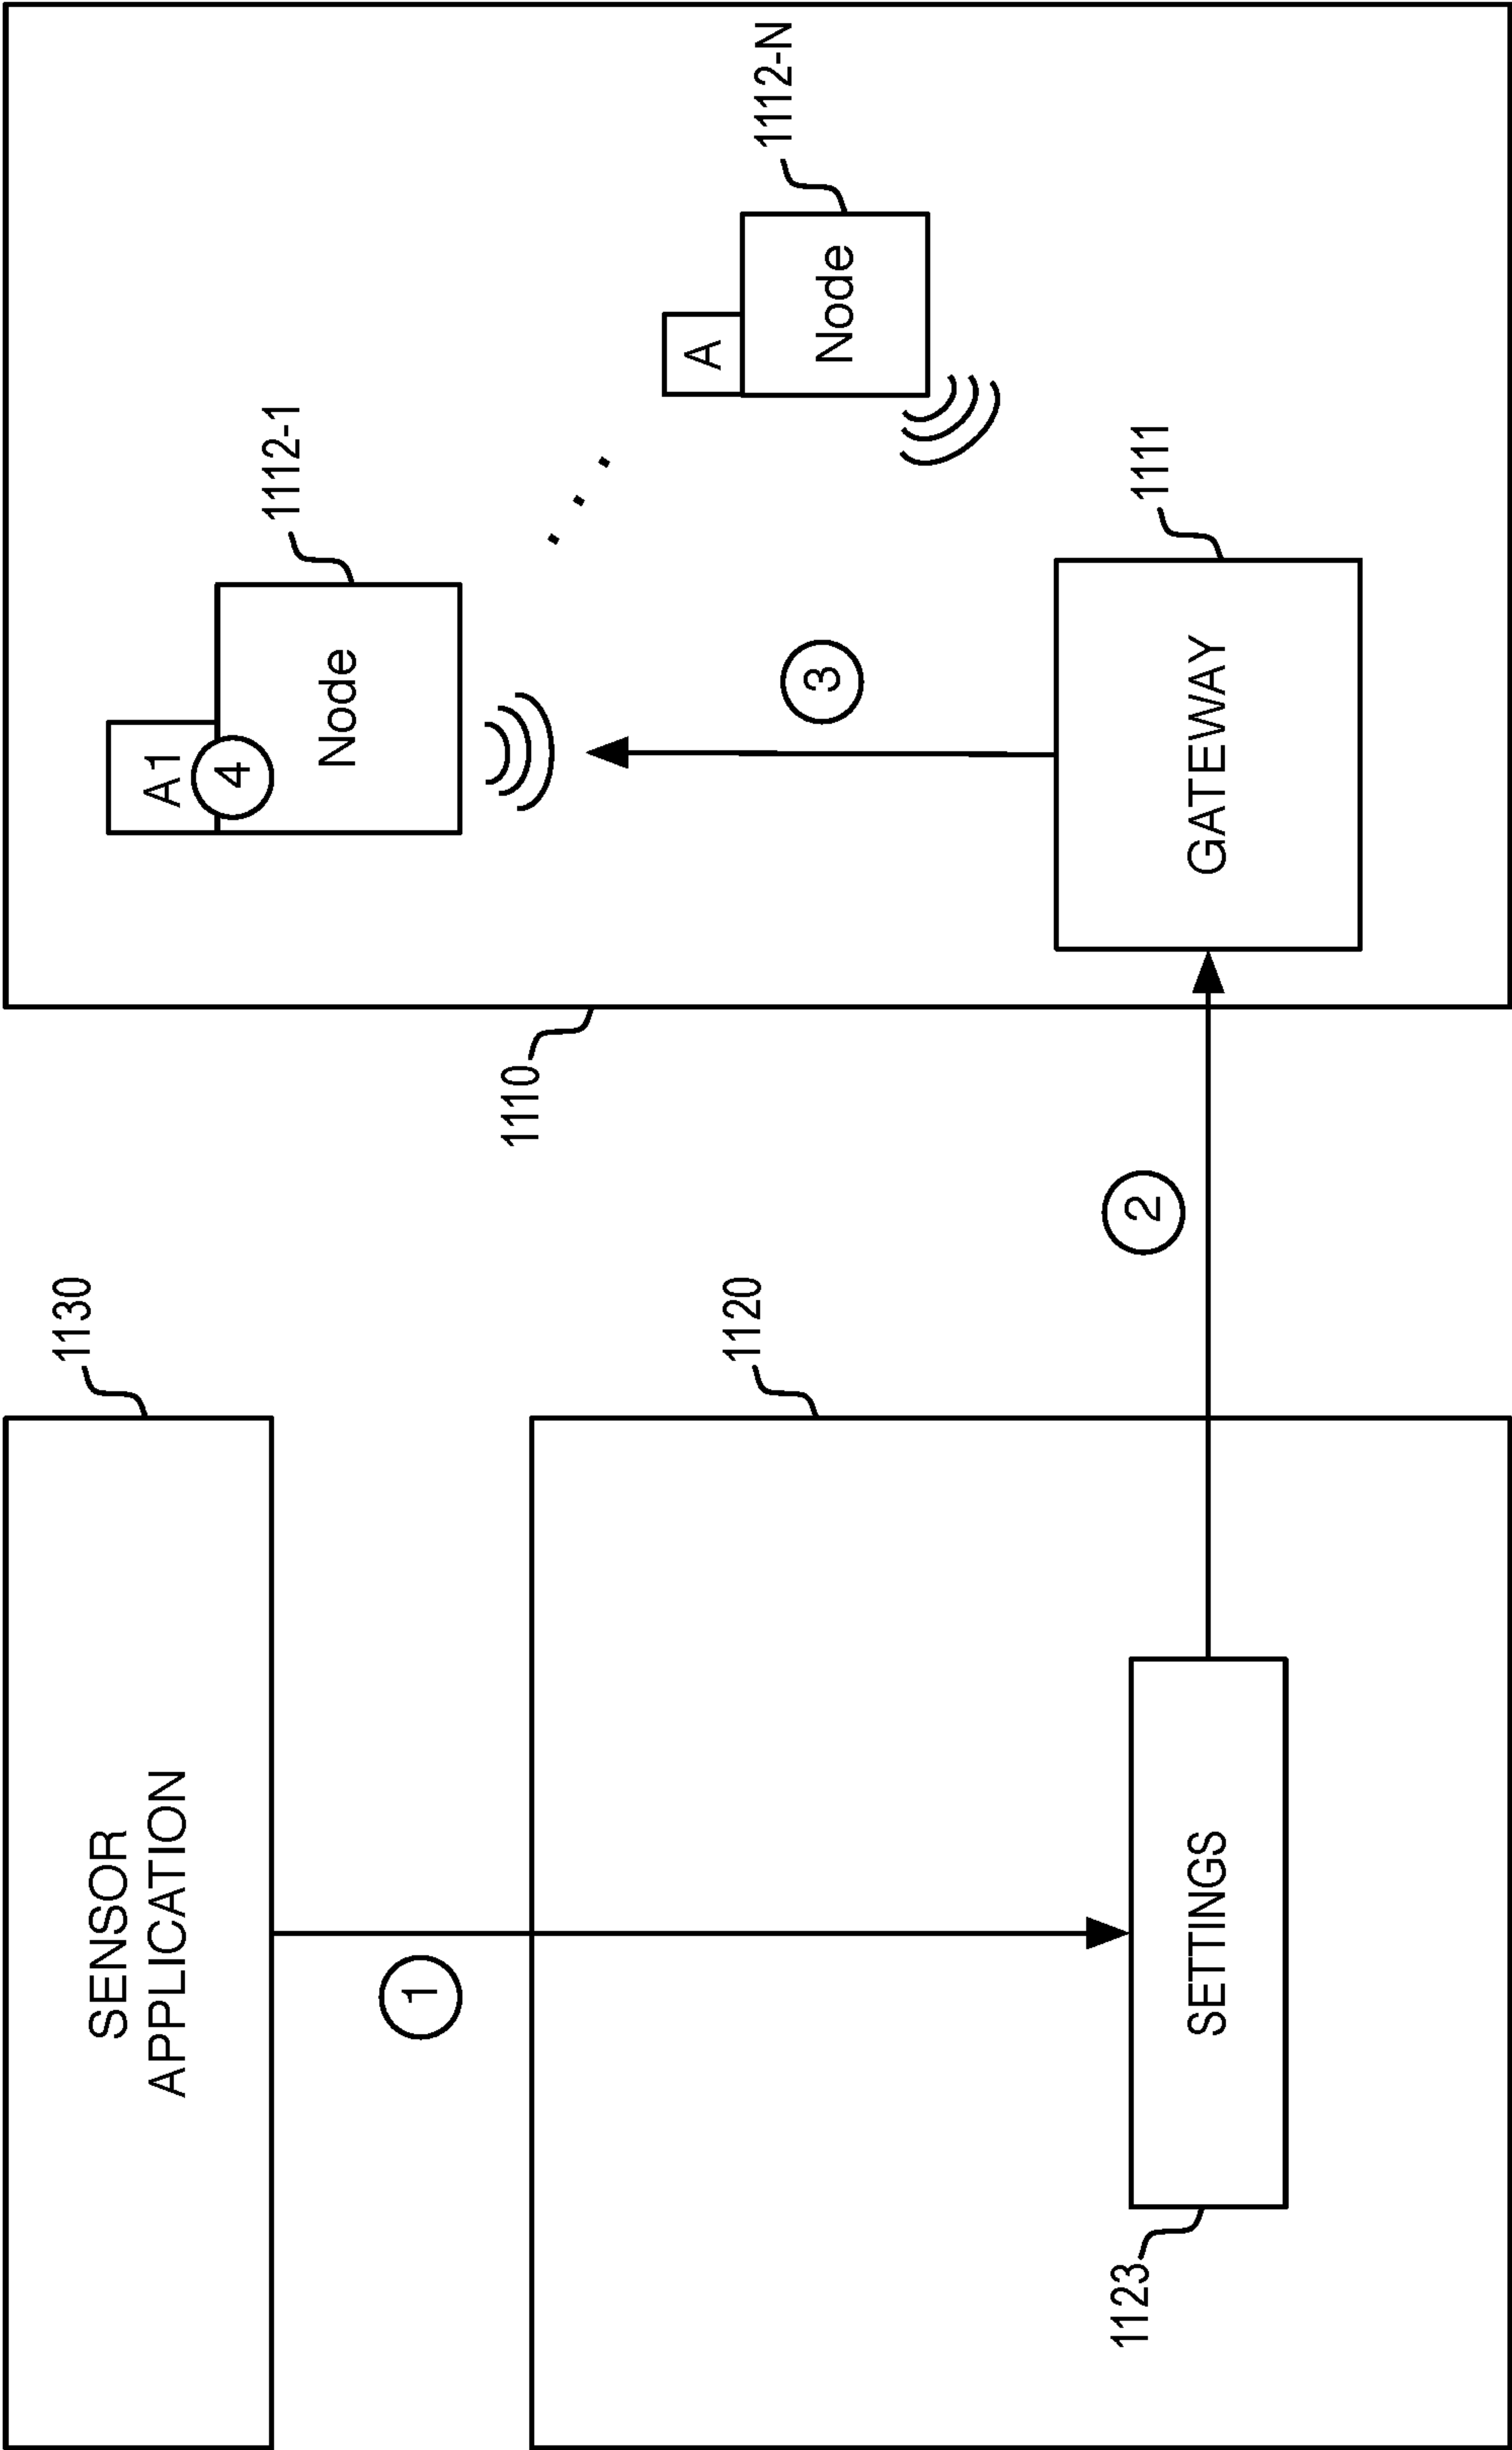 1130
SENSOR
APPLICATION
1
1120
SETTINGS
1123
2
1110
A1
4
Node
1112-1
3
A
Node
1112-N
GATEWAY
1111